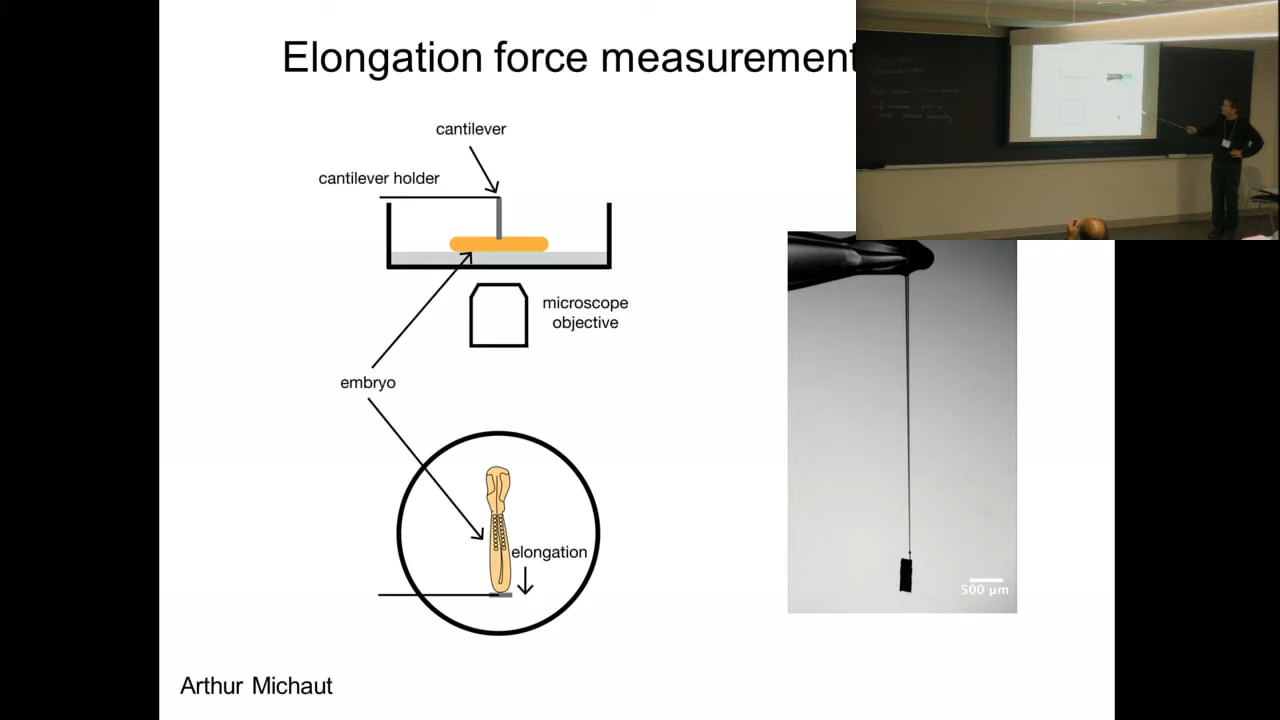 Elongation force measurement
cantilever
cantilever holder
microscope
objective
embryo
elongation
500 µm
Arthur Michaut